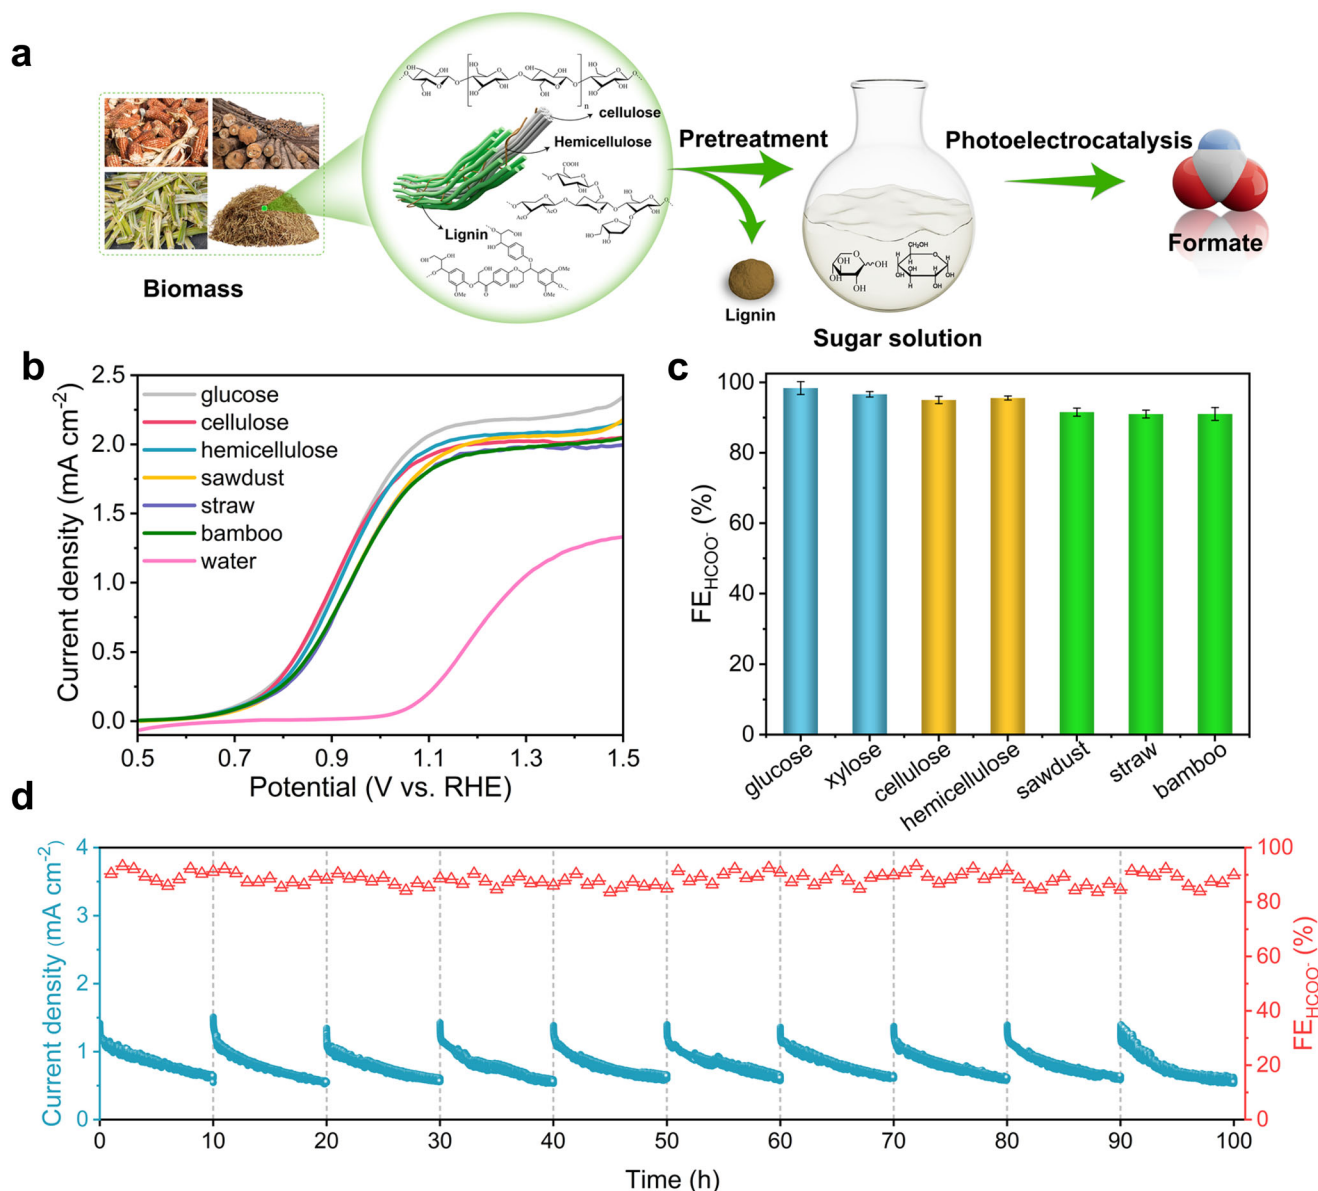 a
Biomass
cellulose
Hemicellulose
Lignin
n
COOH
Pretreatment
Lignin
Sugar solution
Photoelectrocatalysis
Formate
b
Current density (mA cm⁻²)
2.5
2.0
1.5
1.0
0.5
0.0
glucose
cellulose
hemicellulose
sawdust
straw
bamboo
water
0.5 0.7 0.9 1.1 1.3 1.5
Potential (V vs. RHE)
c
FE_HCOO⁻ (%)
100
80
60
40
20
0
glucose xylose cellulose hemicellulose sawdust straw bamboo
d
Current density (mA cm⁻²)
4
3
2
1
0
100
80
60
40
20
0
FE_HCOO⁻ (%)
0 10 20 30 40 50 60 70 80 90 100
Time (h)